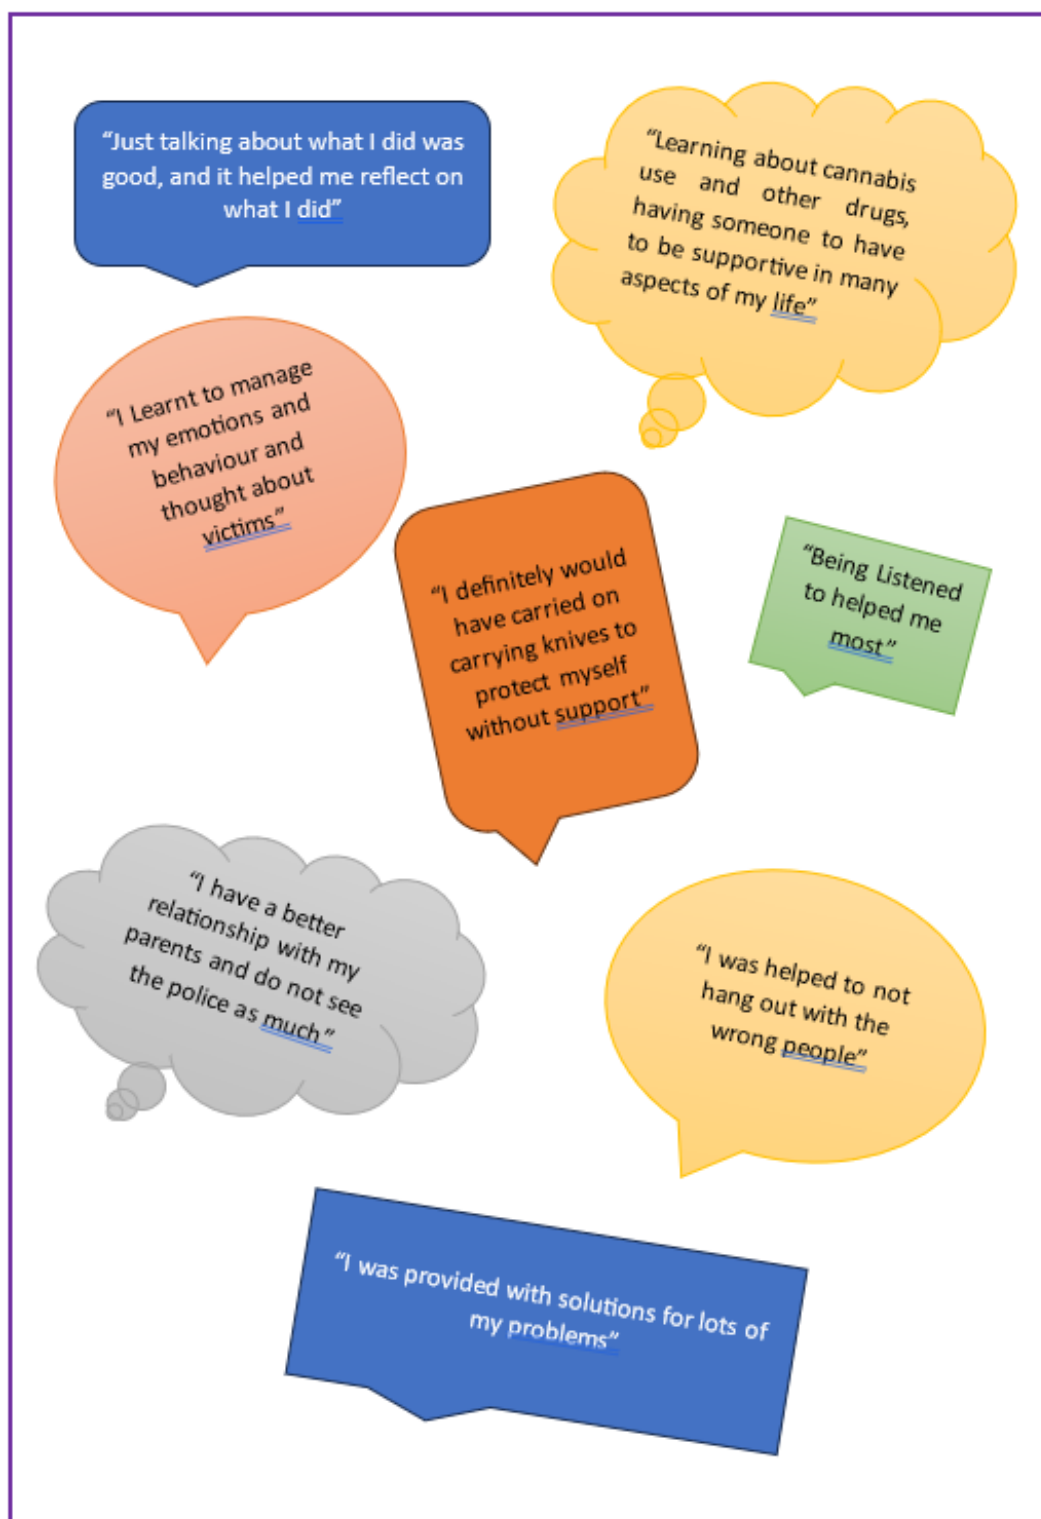 “Just talking about what I did was
good, and it helped me reflect on
what I did”
“Learning about cannabis
use and other drugs,
having someone to have
to be supportive in many
aspects of my life”
“I Learnt to manage
my emotions and
behaviour and
thought about
victims”
“I definitely would
have carried on
carrying knives to
protect myself
without support”
“Being Listened
to helped me
most”
“I have a better
relationship with my
parents and do not see
the police as much”
“I was helped to not
hang out with the
wrong people”
“I was provided with solutions for lots of
my problems”